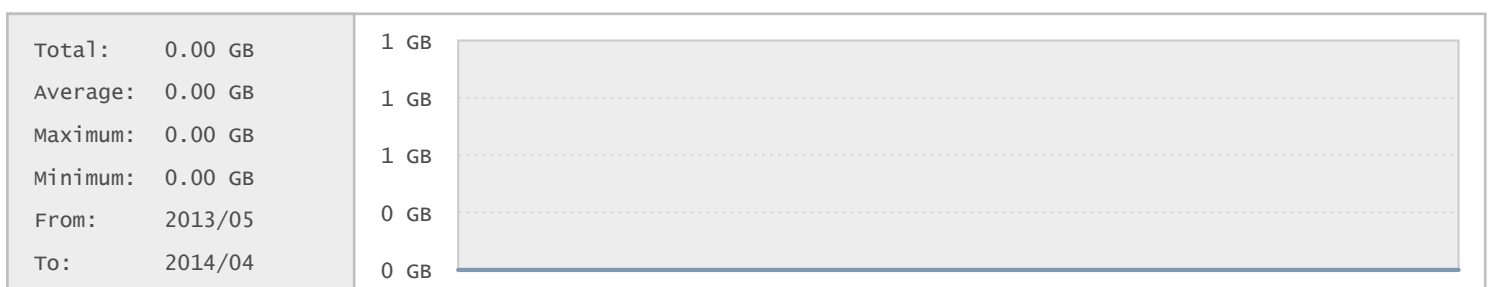 Total: 0.00 GB
Average: 0.00 GB
Maximum: 0.00 GB
Minimum: 0.00 GB
From: 2013/05
To: 2014/04
1 GB
1 GB
1 GB
0 GB
0 GB